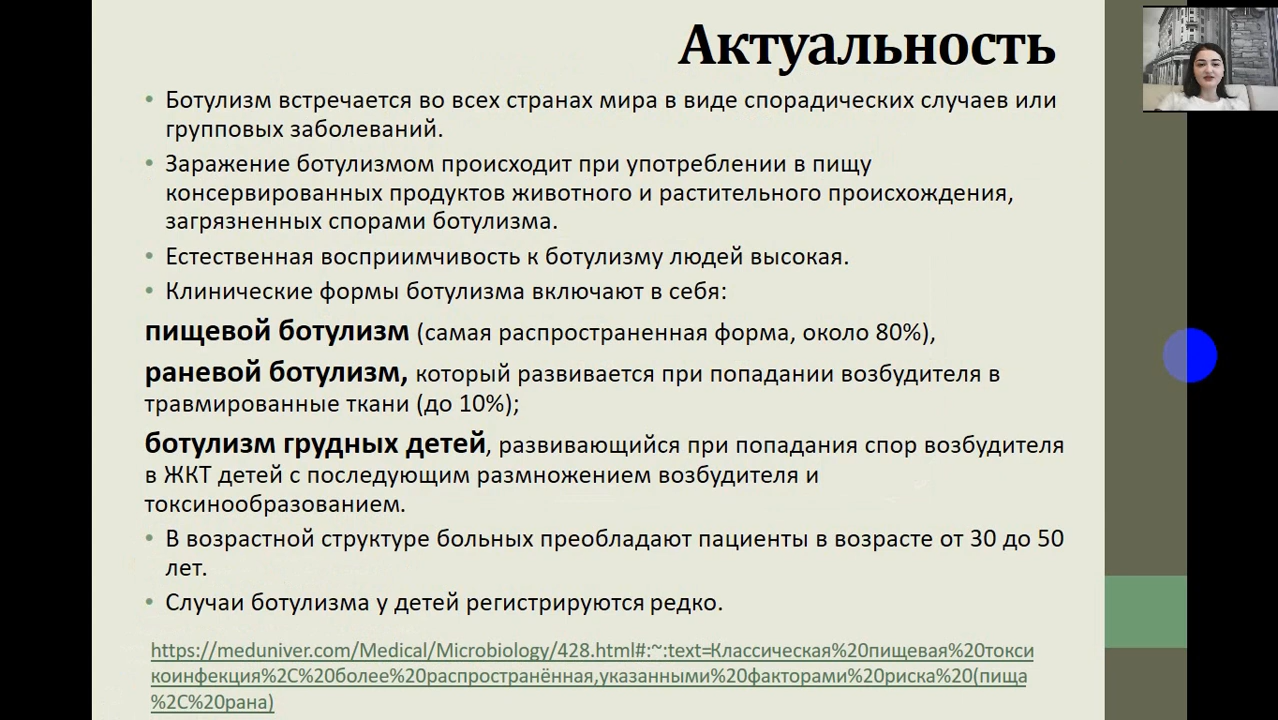 Актуальность
• Ботулизм встречается во всех странах мира в виде спорадических случаев или
групповых заболеваний.
• Заражение ботулизмом происходит при употреблении в пищу
консервированных продуктов животного и растительного происхождения,
загрязненных спорами ботулизма.
• Естественная восприимчивость к ботулизму людей высокая.
• Клинические формы ботулизма включают в себя:
пищевой ботулизм (самая распространенная форма, около 80%),
раневой ботулизм, который развивается при попадании возбудителя в
травмированные ткани (до 10%);
ботулизм грудных детей, развивающийся при попадания спор возбудителя
в ЖКТ детей с последующим размножением возбудителя и
токсинообразованием.
• В возрастной структуре больных преобладают пациенты в возрасте от 30 до 50
лет.
• Случаи ботулизма у детей регистрируются редко.
https://meduniver.com/Medical/Microbiology/428.html#:~:text=Классическая%20пищевая%20токси
коинфекция%2C%20более%20распространённая,указанными%20факторами%20риска%20(пища
%2C%20рана)